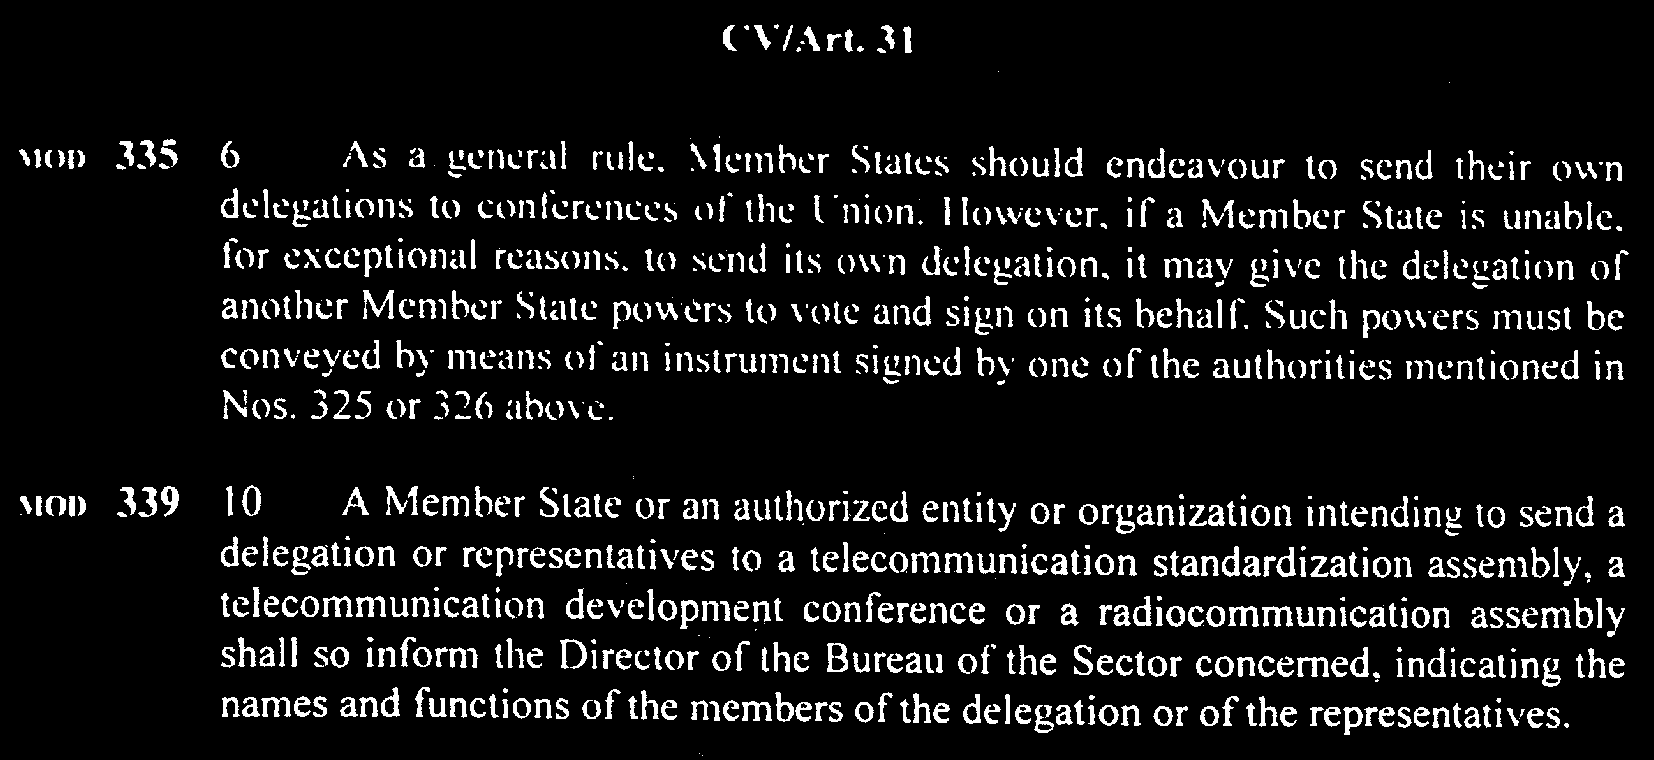 CV/Art. 31
MOD 335 6 As a general rule, Member States should endeavour to send their own
delegations to conferences of the Union. However, if a Member State is unable,
for exceptional reasons, to send its own delegation, it may give the delegation of
another Member State powers to vote and sign on its behalf. Such powers must be
conveyed by means of an instrument signed by one of the authorities mentioned in
Nos. 325 or 326 above.
MOD 339 10 A Member State or an authorized entity or organization intending to send a
delegation or representatives to a telecommunication standardization assembly, a
telecommunication development conference or a radiocommunication assembly
shall so inform the Director of the Bureau of the Sector concerned, indicating the
names and functions of the members of the delegation or of the representatives.